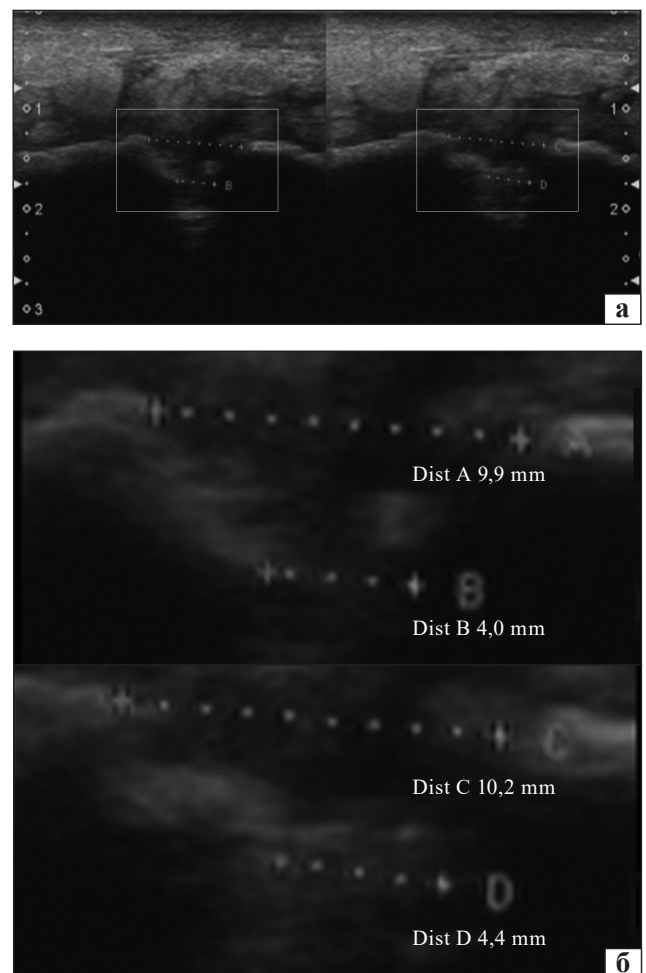 1 A C 1
B D
2 2
3
а
A
Dist A 9,9 mm
B
Dist B 4,0 mm
C
Dist C 10,2 mm
D
Dist D 4,4 mm
б